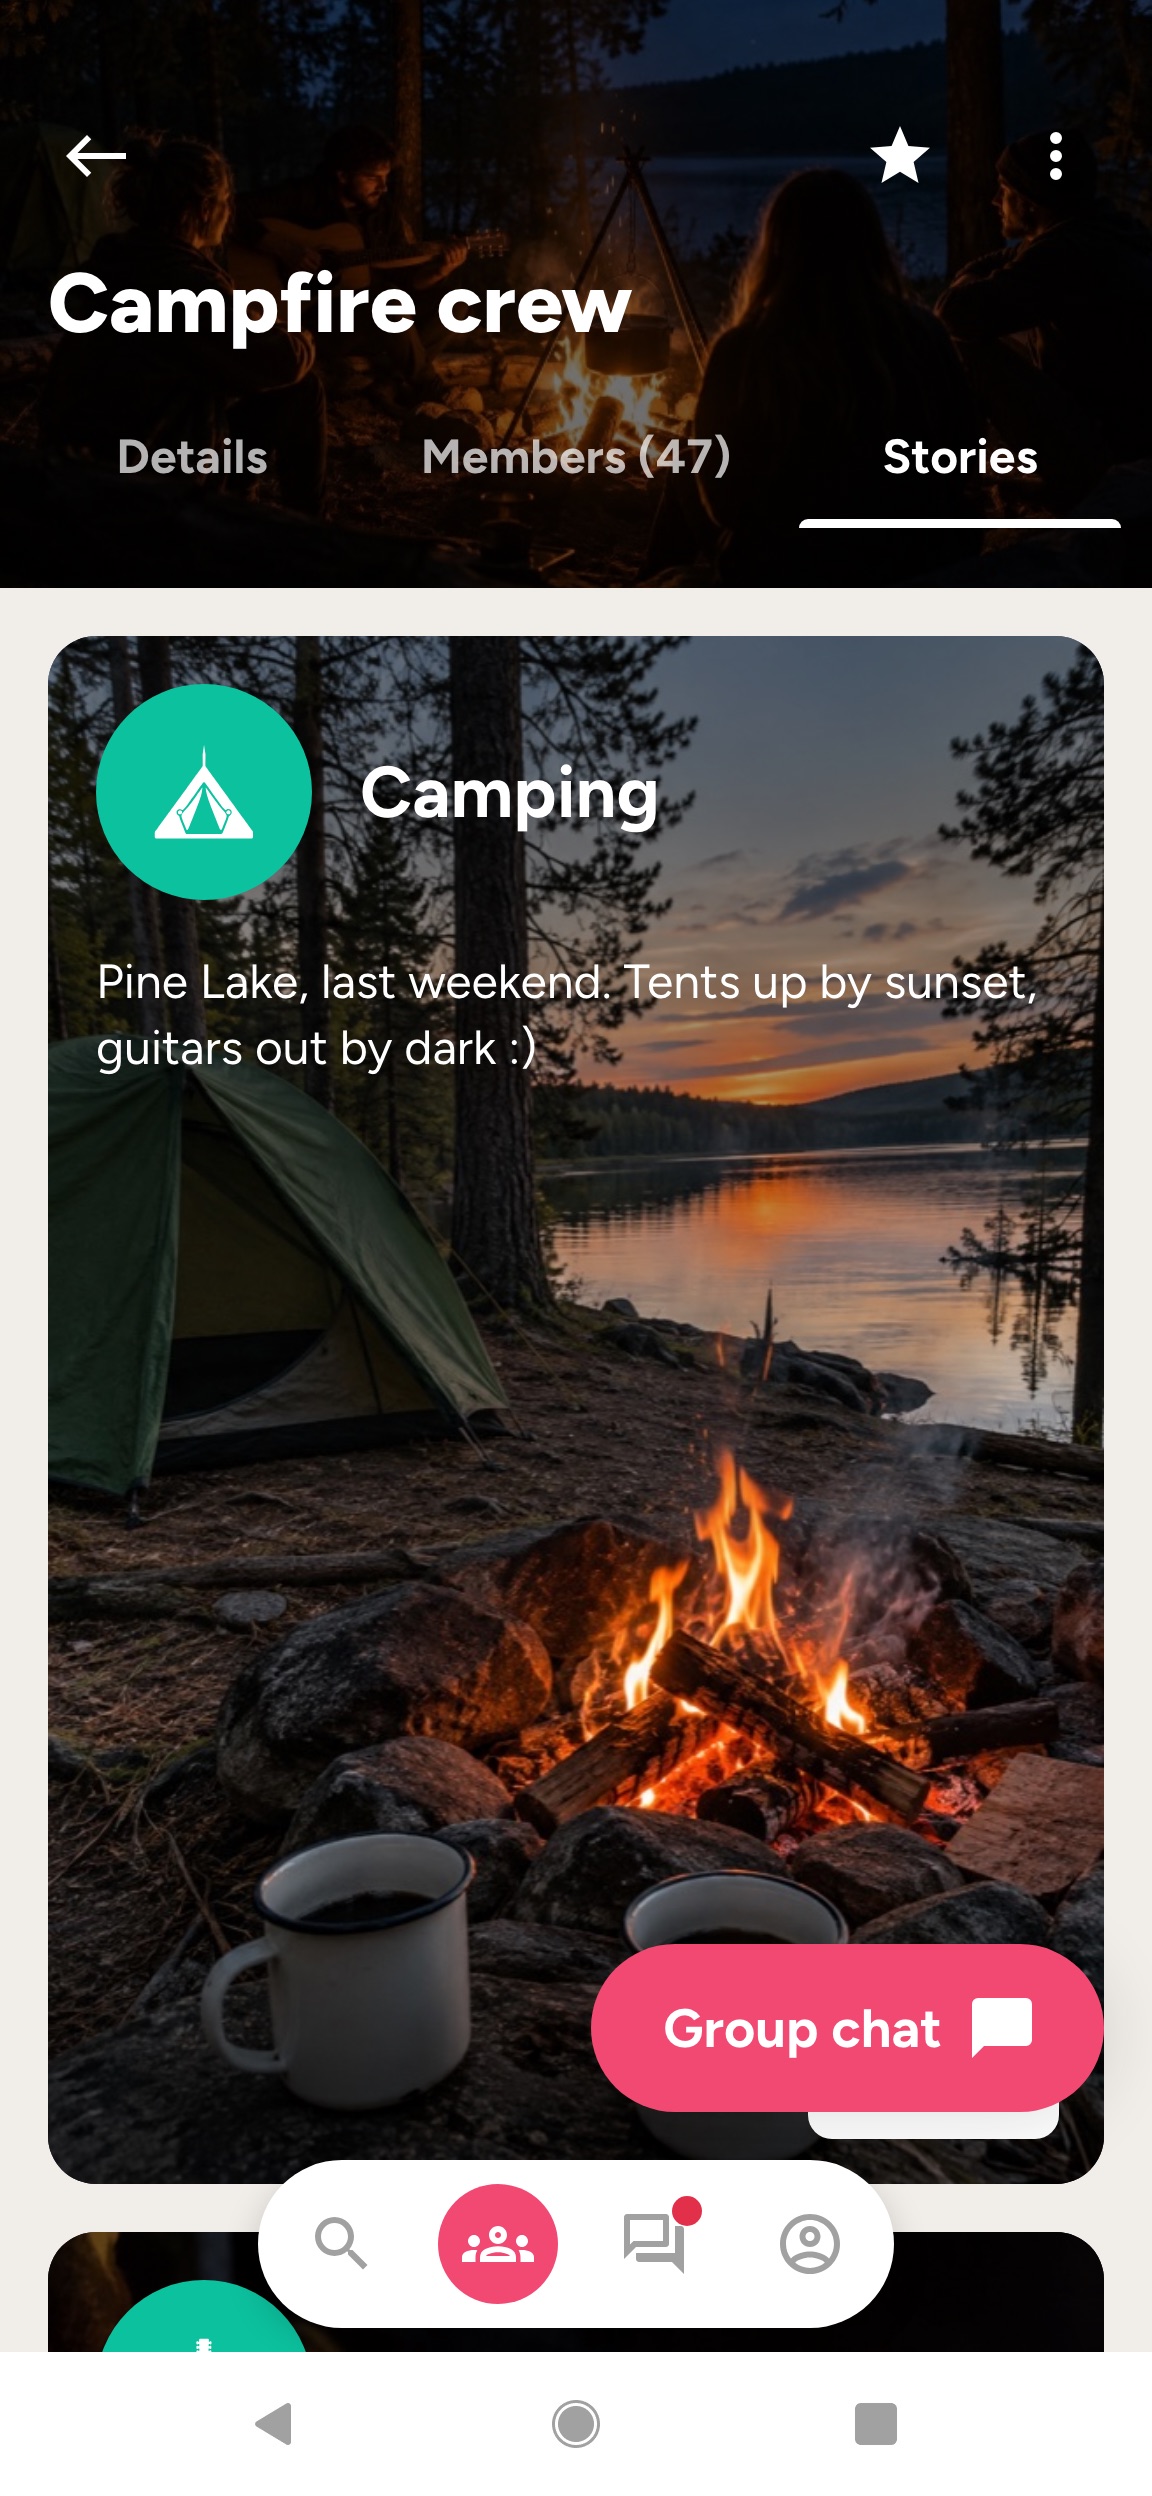 Campfire crew
Details
Members (47)
Stories
Camping
Pine Lake, last weekend. Tents up by sunset,
guitars out by dark :)
Group chat